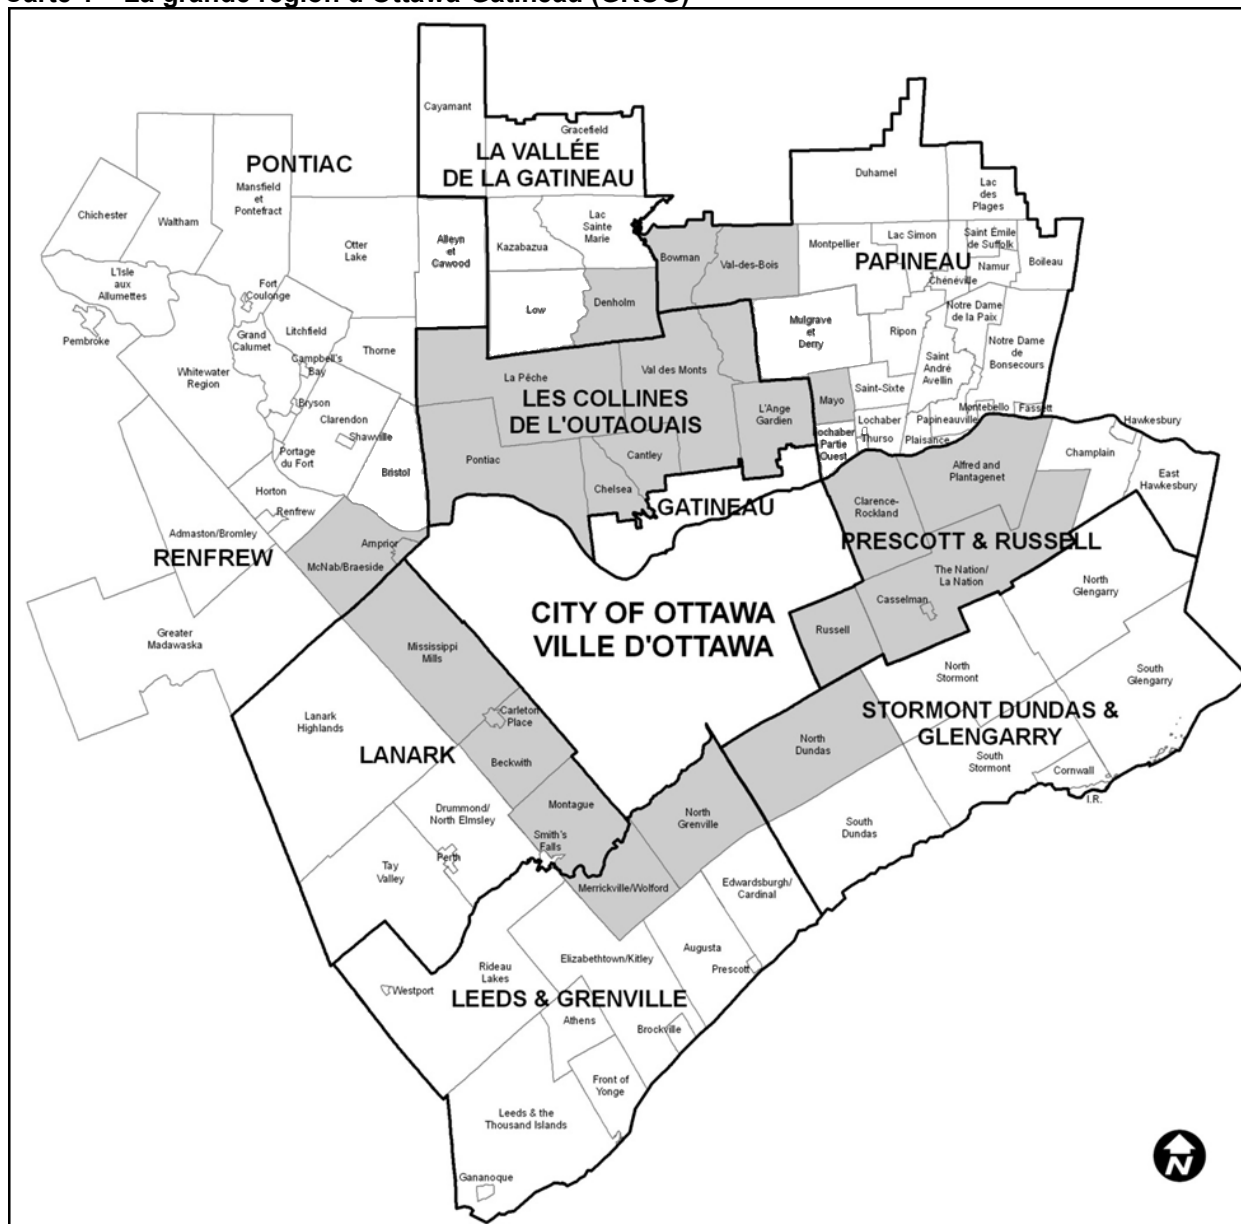 Carte 1 – La grande région d'Ottawa-Gatineau (GROG)
Cayamant
Gracefield
LA VALLÉE
DE LA GATINEAU
PONTIAC
Mansfield
et
Pontefract
Chichester
Waltham
Otter
Lake
Alleyn
et
Cawood
Kazabazua
Lac
Sainte
Marie
Low
Denholm
Bowman
Val-des-Bois
Duhamel
Lac
des
Plages
Montpellier
Lac Simon
Saint Émile
de Suffolk
PAPINEAU
Namur
Boileau
Chénéville
Notre Dame
de la Paix
Notre Dame
de
Bonsecours
Mulgrave
et
Derry
Ripon
Saint
André
Avellin
Saint-Sixte
Mayo
Lochaber
Partie
Ouest
Lochaber
Thurso
Papineauville
Plaisance
Montebello
Fassett
L'Isle
aux
Allumettes
Pembroke
Fort
Coulonge
Grand
Calumet
Litchfield
Campbell's
Bay
Thorne
Whitewater
Region
Bryson
Clarendon
Shawville
Portage
du Fort
Bristol
La Pêche
Val des Monts
LES COLLINES
DE L'OUTAOUAIS
L'Ange
Gardien
Pontiac
Cantley
Chelsea
GATINEAU
Horton
Renfrew
Admaston/Bromley
RENFREW
Arnprior
McNab/Braeside
Greater
Madawaska
Hawkesbury
Champlain
East
Hawkesbury
Alfred and
Plantagenet
Clarence-
Rockland
PRESCOTT & RUSSELL
The Nation/
La Nation
Casselman
Russell
North
Glengarry
CITY OF OTTAWA
VILLE D'OTTAWA
Mississippi
Mills
Carleton
Place
Lanark
Highlands
LANARK
Beckwith
Montague
Drummond/
North Elmsley
Perth
Smith's
Falls
Tay
Valley
North
Stormont
South
Glengarry
STORMONT DUNDAS &
GLENGARRY
North
Dundas
South
Stormont
Cornwall
I.R.
South
Dundas
North
Grenville
Merrickville/Wolford
Edwardsburgh/
Cardinal
Augusta
Prescott
Elizabethtown/Kitley
Rideau
Lakes
Westport
LEEDS & GRENVILLE
Athens
Brockville
Front of
Yonge
Leeds & the
Thousand Islands
Gananoque
N